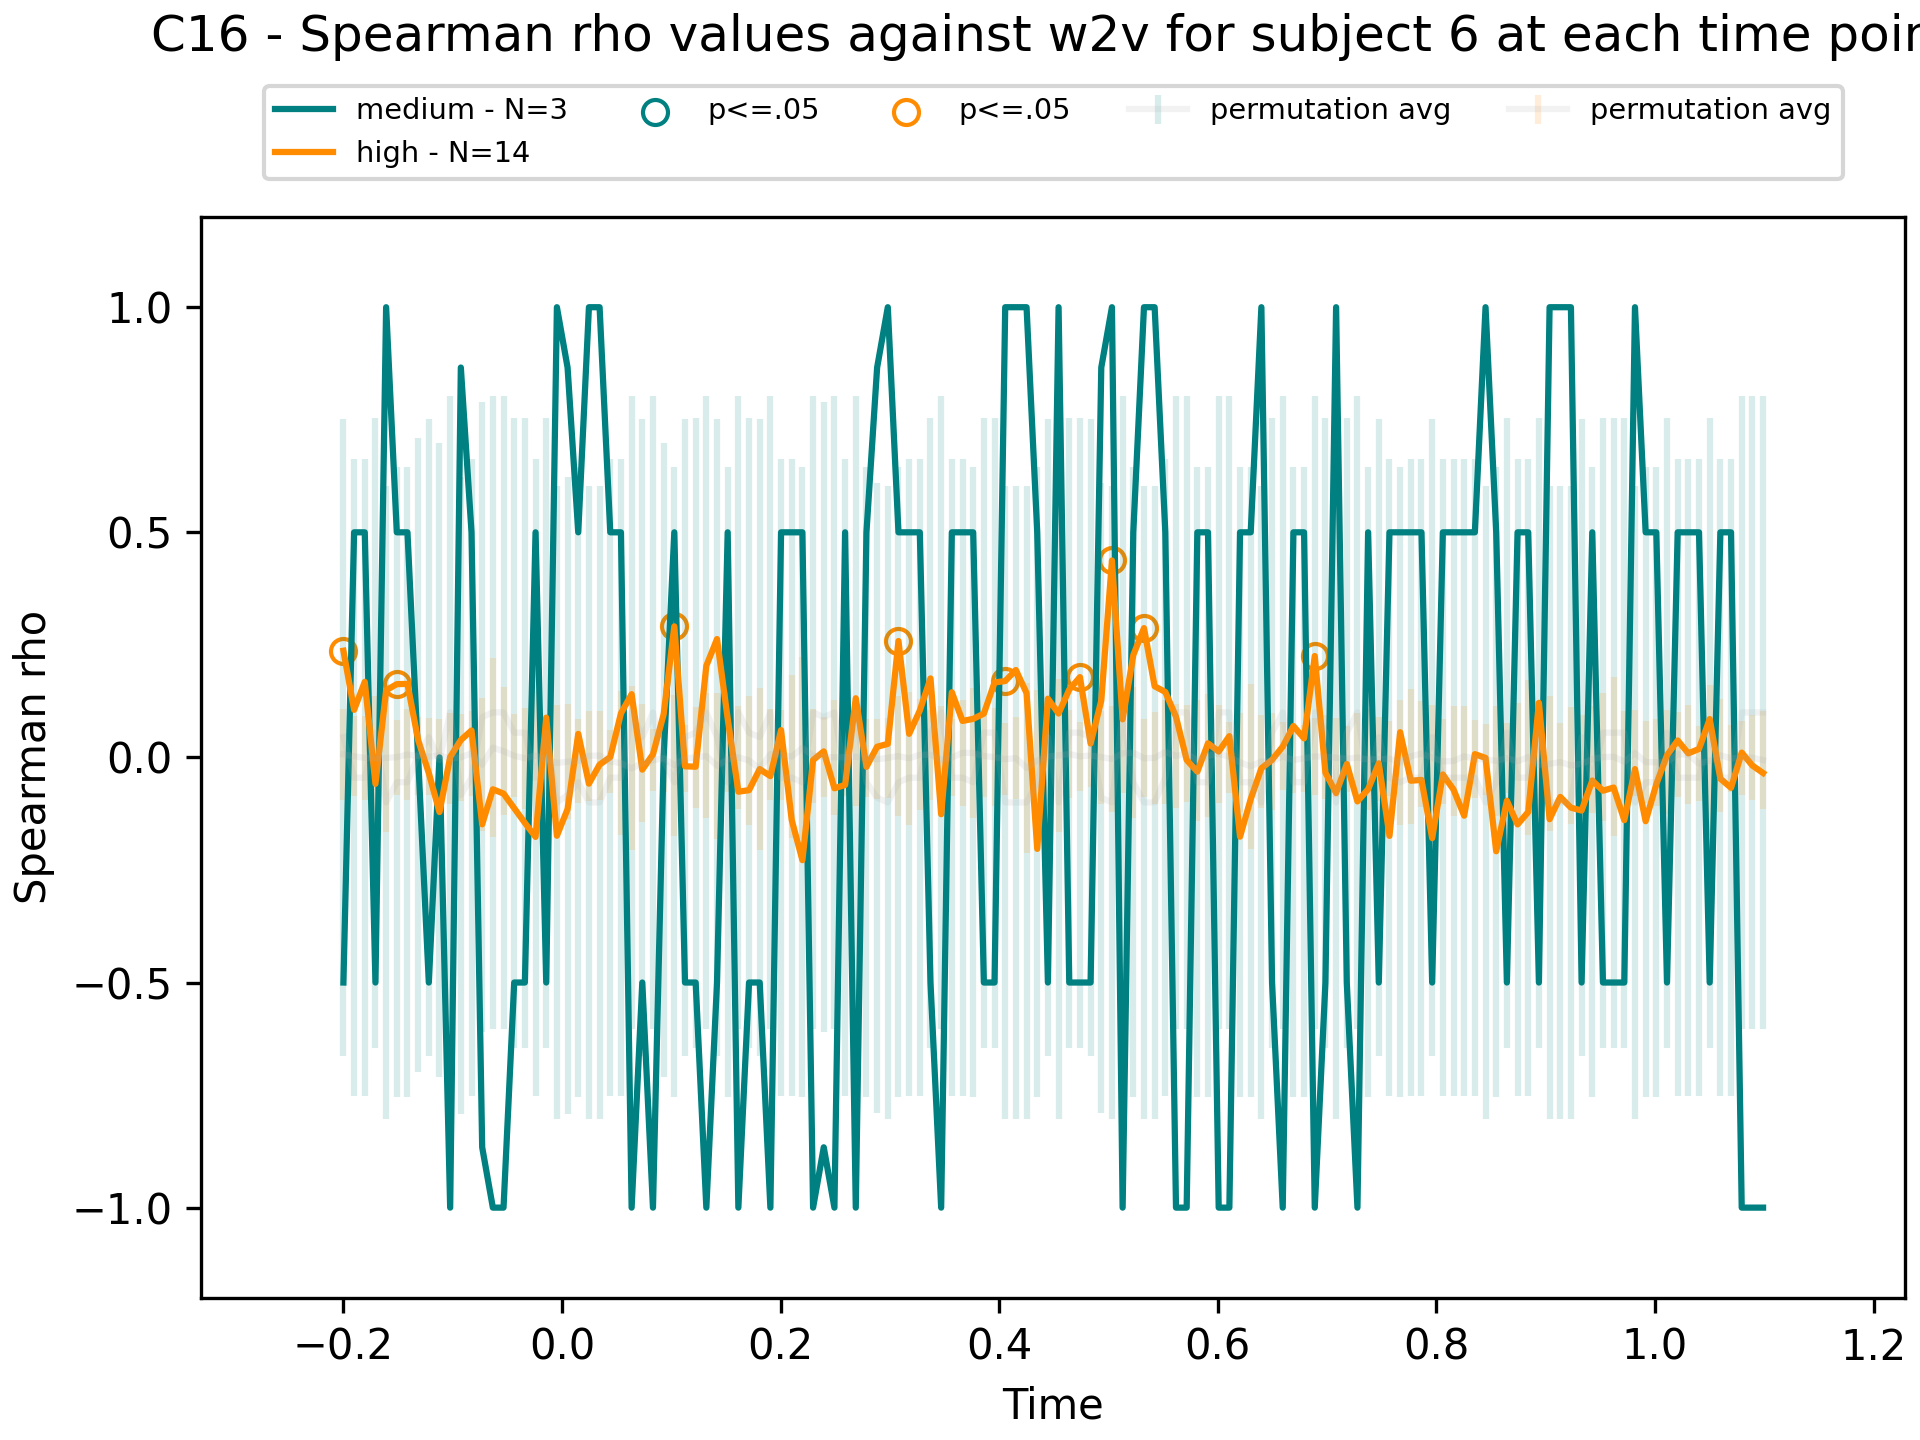 C16 - Spearman rho values against w2v for subject 6 at each time poin
medium - N=3
high - N=14
p<=.05
p<=.05
permutation avg
permutation avg
Spearman rho
1.0
0.5
0.0
−0.5
−1.0
−0.2 0.0 0.2 0.4 0.6 0.8 1.0 1.2
Time